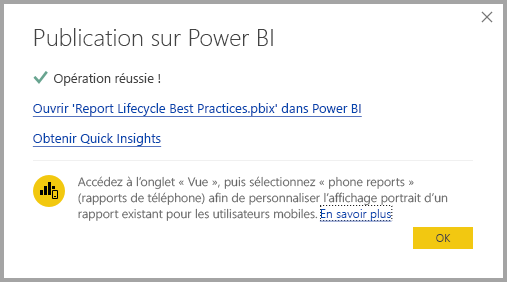 Publication sur Power BI
Opération réussie !
Ouvrir 'Report Lifecycle Best Practices.pbix' dans Power BI
Obtenir Quick Insights
Accédez à l'onglet « Vue », puis sélectionnez « phone reports »
(rapports de téléphone) afin de personnaliser l'affichage portrait d'un
rapport existant pour les utilisateurs mobiles. En savoir plus
OK